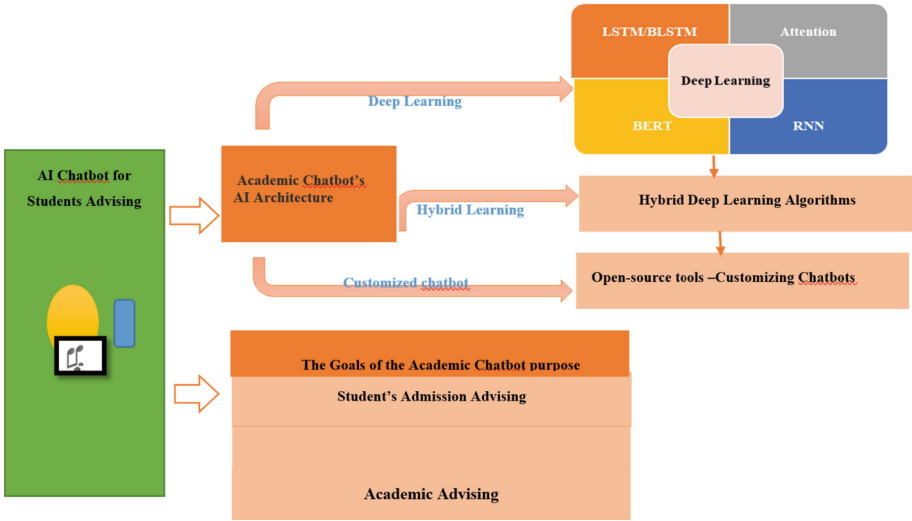 AI Chatbot for
Students Advising
Academic Chatbot's
AI Architecture
Deep Learning
Hybrid Learning
Customized chatbot
LSTM/BLSTM
Attention
Deep Learning
BERT
RNN
Hybrid Deep Learning Algorithms
Open-source tools –Customizing Chatbots
The Goals of the Academic Chatbot purpose
Student's Admission Advising
Academic Advising